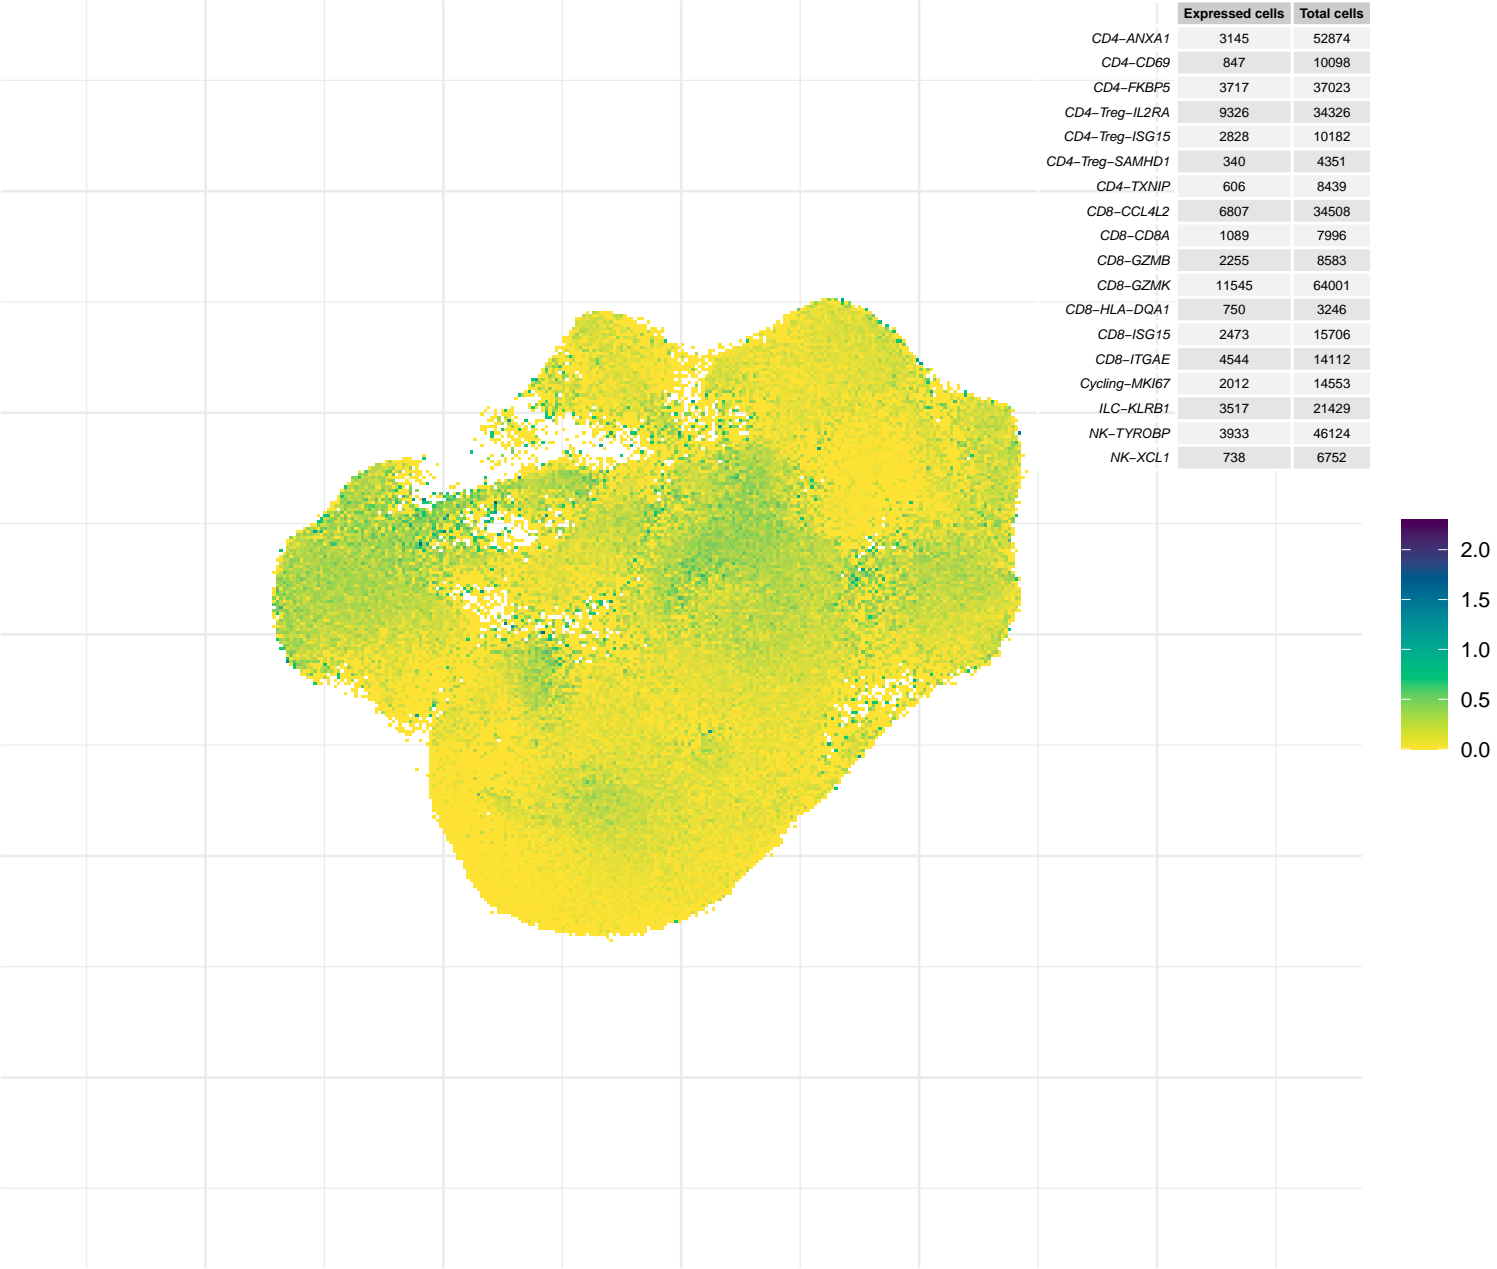 Expressed cells Total cells
CD4−ANXA1 3145 52874
CD4−CD69 847 10098
CD4−FKBP5 3717 37023
CD4−Treg−IL2RA 9326 34326
CD4−Treg−ISG15 2828 10182
CD4−Treg−SAMHD1 340 4351
CD4−TXNIP 606 8439
CD8−CCL4L2 6807 34508
CD8−CD8A 1089 7996
CD8−GZMB 2255 8583
CD8−GZMK 11545 64001
CD8−HLA−DQA1 750 3246
CD8−ISG15 2473 15706
CD8−ITGAE 4544 14112
Cycling−MKI67 2012 14553
ILC−KLRB1 3517 21429
NK−TYROBP 3933 46124
NK−XCL1 738 6752
2.0
1.5
1.0
0.5
0.0